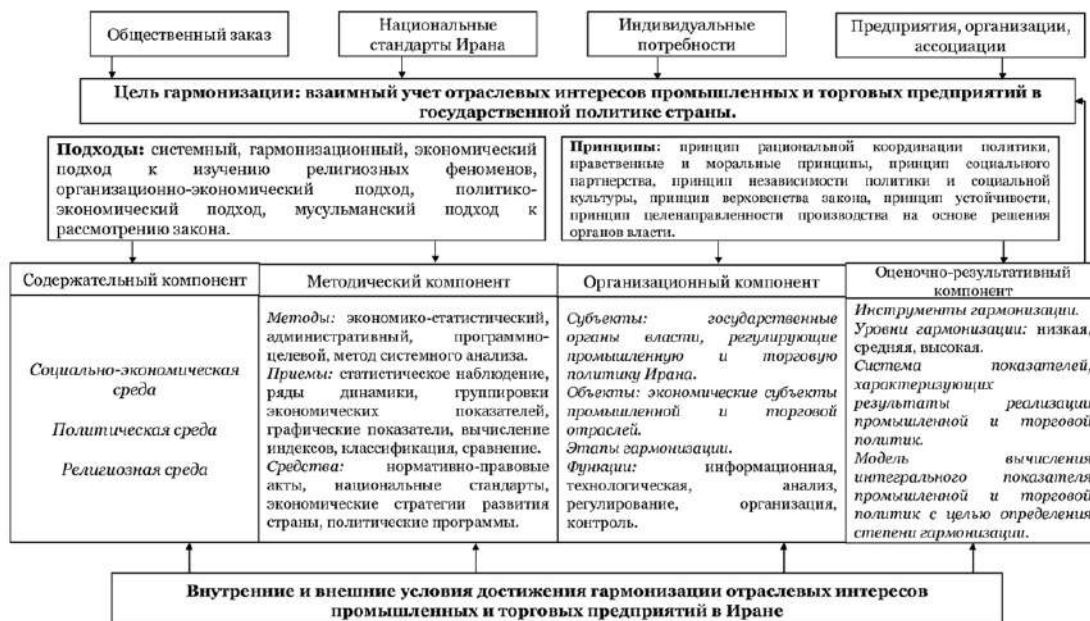 Общественный заказ
Национальные
стандарты Ирана
Индивидуальные
потребности
Предприятия, организации,
ассоциации
Цель гармонизации: взаимный учет отраслевых интересов промышленных и торговых предприятий в
государственной политике страны.
Подходы: системный, гармонизационный, экономический
подход к изучению религиозных феноменов,
организационно-экономический подход, политико-
экономический подход, мусульманский подход к
рассмотрению закона.
Принципы: принцип рациональной координации политики,
нравственные и моральные принципы, принцип социального
партнерства, принцип независимости политики и социальной
культуры, принцип верховенства закона, принцип устойчивости,
принцип целенаправленности производства на основе решения
органов власти.
Содержательный компонент
Социально-экономическая
среда
Политическая среда
Религиозная среда
Методический компонент
Методы: экономико-статистический,
административный, программно-
целевой, метод системного анализа.
Приемы: статистическое наблюдение,
ряды динамики, группировки
экономических показателей,
графические показатели, вычисление
индексов, классификация, сравнение.
Средства: нормативно-правовые
акты, национальные стандарты,
экономические стратегии развития
страны, политические программы.
Организационный компонент
Субъекты: государственные
органы власти, регулирующие
промышленную и торговую
политику Ирана.
Объекты: экономические субъекты
промышленной и торговой
отраслей.
Этапы гармонизации.
Функции: информационная,
технологическая, анализ,
регулирование, организация,
контроль.
Оценочно-результативный
компонент
Инструменты гармонизации.
Уровни гармонизации: низкая,
средняя, высокая.
Система показателей,
характеризующих
результаты реализации
промышленной и торговой
политик.
Модель вычисления
интегрального показателя
промышленной и торговой
политик с целью определения
степени гармонизации.
Внутренние и внешние условия достижения гармонизации отраслевых интересов
промышленных и торговых предприятий в Иране